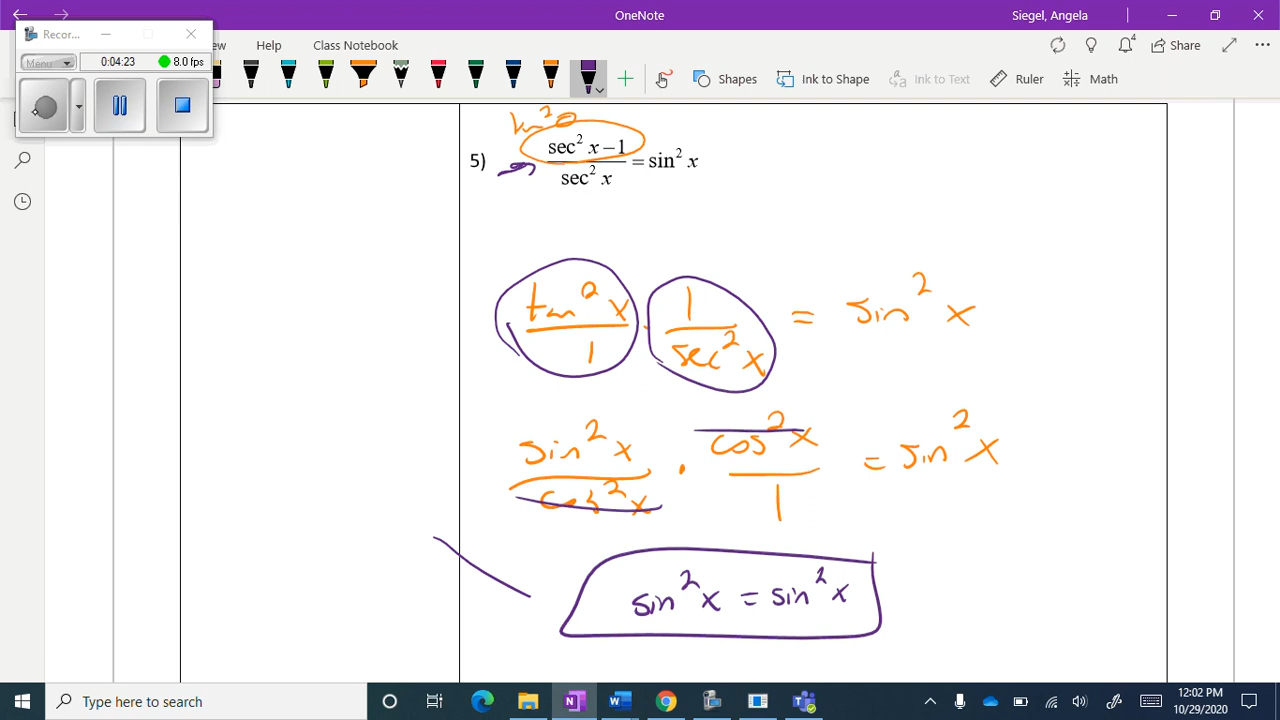 OneNote
Siegel, Angela
Recor...
Menu
0:04:23
8.0 fps
Help
Class Notebook
4
Share
Shapes
Ink to Shape
Ink to Text
Ruler
Math
5) (sec² x − 1)/(sec² x) = sin² x
tan² x/1 · 1/sec² x = sin² x
sin² x/cos² x · cos² x/1 = sin² x
sin² x = sin² x
Type here to search
12:02 PM
10/29/2020